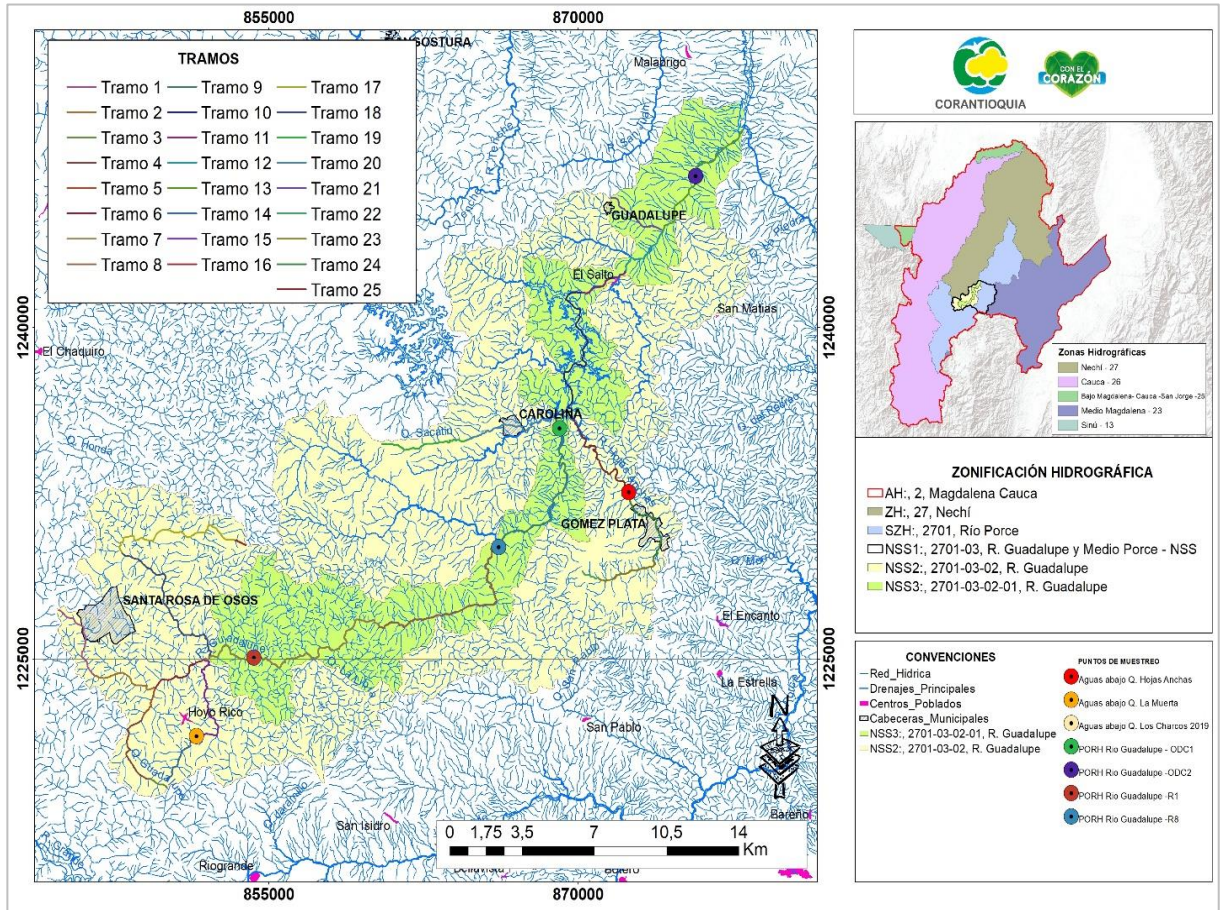 855000
870000
TRAMOS
Tramo 1
Tramo 2
Tramo 3
Tramo 4
Tramo 5
Tramo 6
Tramo 7
Tramo 8
Tramo 9
Tramo 10
Tramo 11
Tramo 12
Tramo 13
Tramo 14
Tramo 15
Tramo 16
Tramo 17
Tramo 18
Tramo 19
Tramo 20
Tramo 21
Tramo 22
Tramo 23
Tramo 24
Tramo 25
Malabrigo
GUADALUPE
El Salto
San Matias
1240000
1240000
El Chaquiro
CAROLINA
Q. Sacatín
Q. Honda
GOMEZ PLATA
SANTA ROSA DE OSOS
El Encanto
1225000
1225000
La Estrella
Hoyo Rico
San Pablo
N
San Isidro
Riogrande
0 1,75 3,5 7 10,5 14
Km
855000
870000
CORANTIOQUIA
CON EL
CORAZÓN
Zonas Hidrográficas
Nechí - 27
Cauca - 26
Bajo Magdalena- Cauca -San Jorge -25
Medio Magdalena - 23
Sinú - 13
ZONIFICACIÓN HIDROGRÁFICA
AH:, 2, Magdalena Cauca
ZH:, 27, Nechí
SZH:, 2701, Río Porce
NSS1:, 2701-03, R. Guadalupe y Medio Porce - NSS
NSS2:, 2701-03-02, R. Guadalupe
NSS3:, 2701-03-02-01, R. Guadalupe
CONVENCIONES
Red_Hidrica
Drenajes_Principales
Centros_Poblados
Cabeceras_Municipales
NSS3:, 2701-03-02-01, R. Guadalupe
NSS2:, 2701-03-02, R. Guadalupe
PUNTOS DE MUESTREO
Aguas abajo Q. Hojas Anchas
Aguas abajo Q. La Muerta
Aguas abajo Q. Los Charcos 2019
PORH Rio Guadalupe - ODC1
PORH Rio Guadalupe -ODC2
PORH Rio Guadalupe -R1
PORH Rio Guadalupe -R8